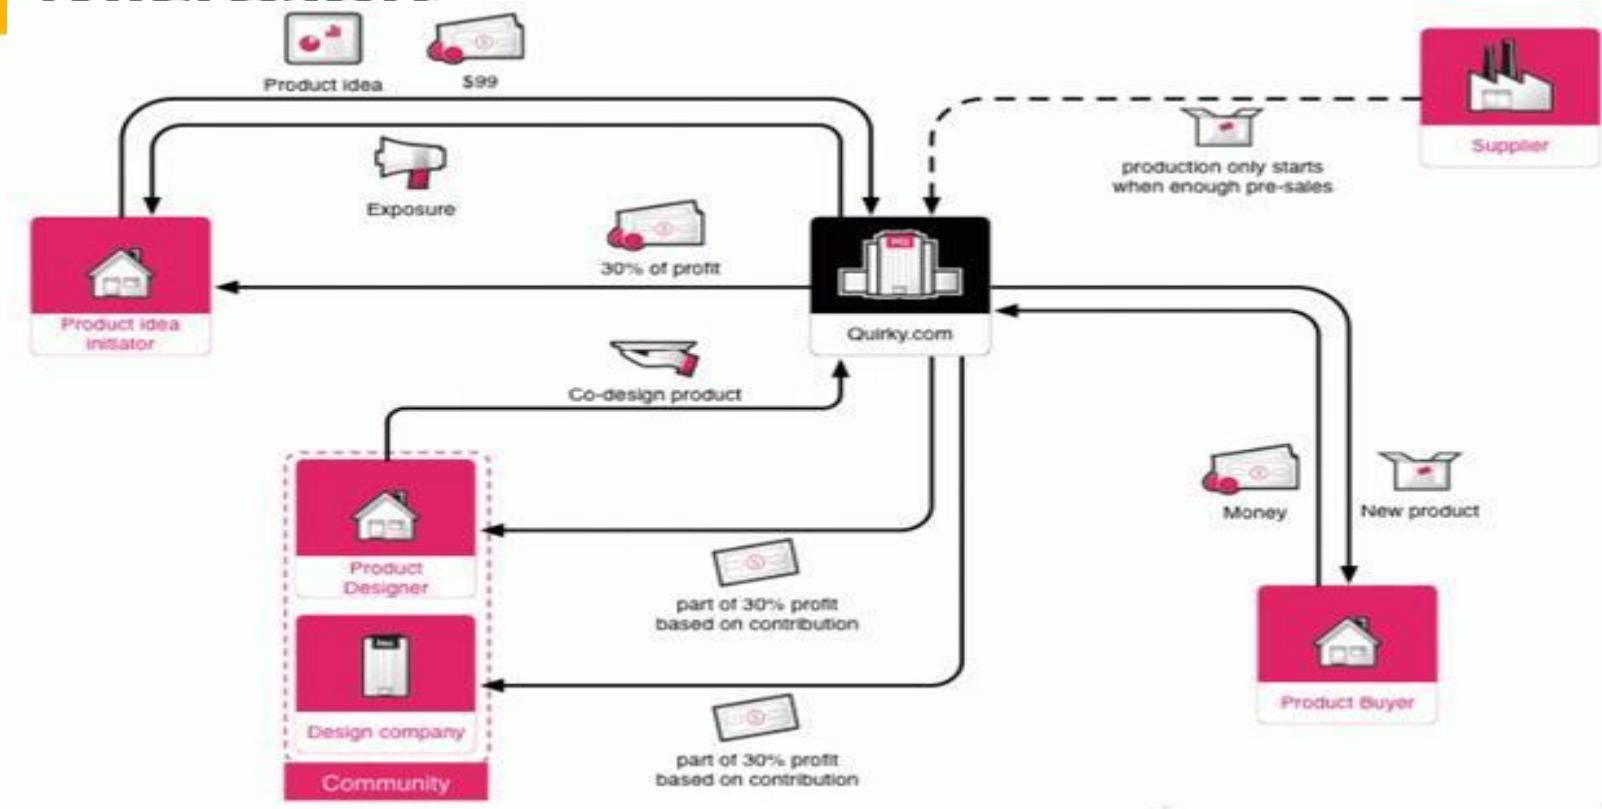 Product idea
$99
Exposure
30% of profit
production only starts
when enough pre-sales
Supplier
Product idea
initiator
Quirky.com
Co-design product
Money
New product
Product
Designer
part of 30% profit
based on contribution
Product Buyer
Design company
part of 30% profit
based on contribution
Community